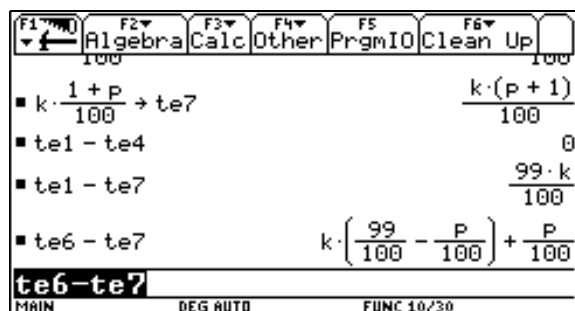 F1 F2 F3 F4 F5 F6
Algebra Calc Other PrgmIO Clean Up
100 100
k·(1 + p)/100 → te7 k·(p + 1)/100
te1 − te4 0
te1 − te7 99·k/100
te6 − te7 k·(99/100 − p/100) + p/100
te6-te7
MAIN DEG AUTO FUNC 10/30